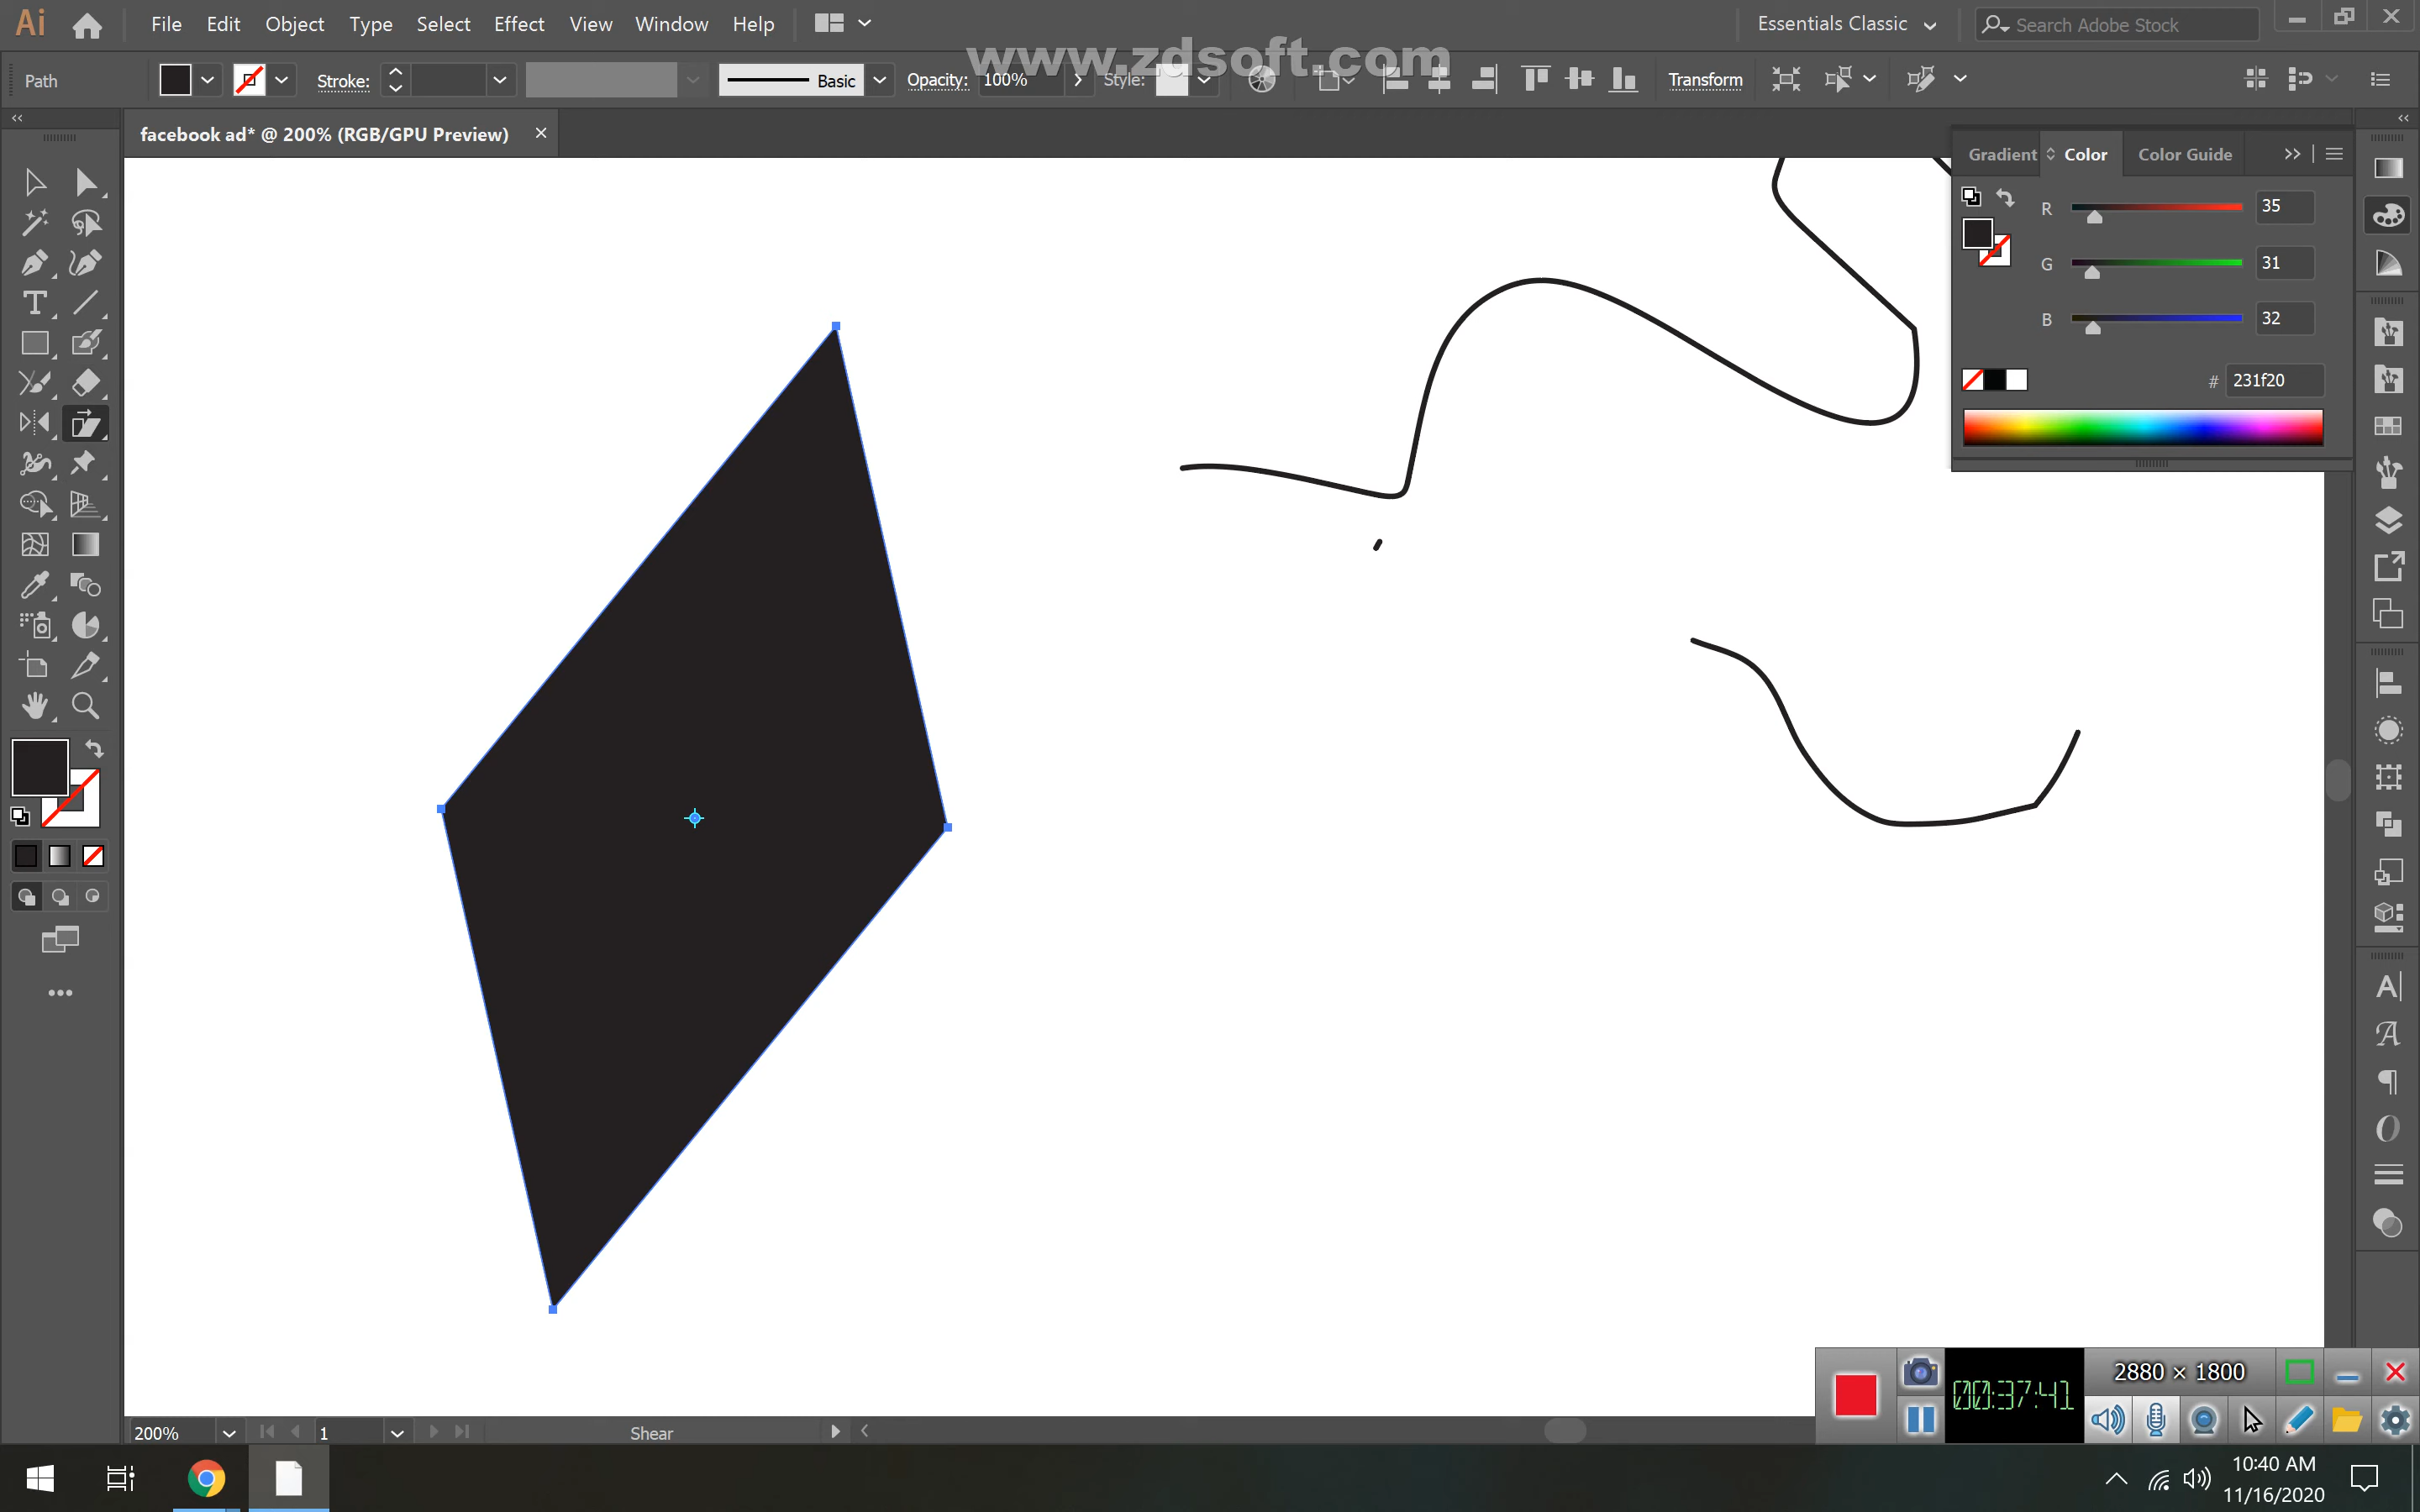 Ai File Edit Object Type Select Effect View Window Help Essentials Classic Search Adobe Stock
www.zdsoft.com
Path Stroke: Basic Opacity: 100% Style: Transform
facebook ad* @ 200% (RGB/GPU Preview)
Gradient Color Color Guide
R 35
G 31
B 32
# 231f20
2880 × 1800
00:37:41
200% 1 Shear
10:40 AM
11/16/2020